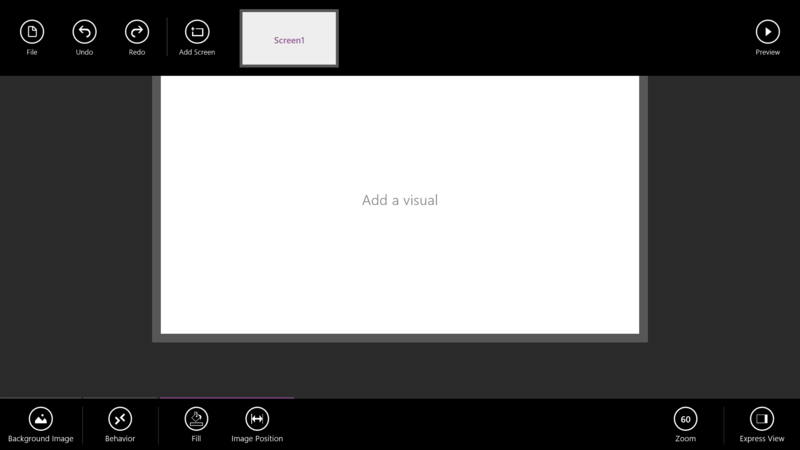 File
Undo
Redo
Add Screen
Screen1
Preview
Add a visual
Background Image
Behavior
Fill
Image Position
60
Zoom
Express View